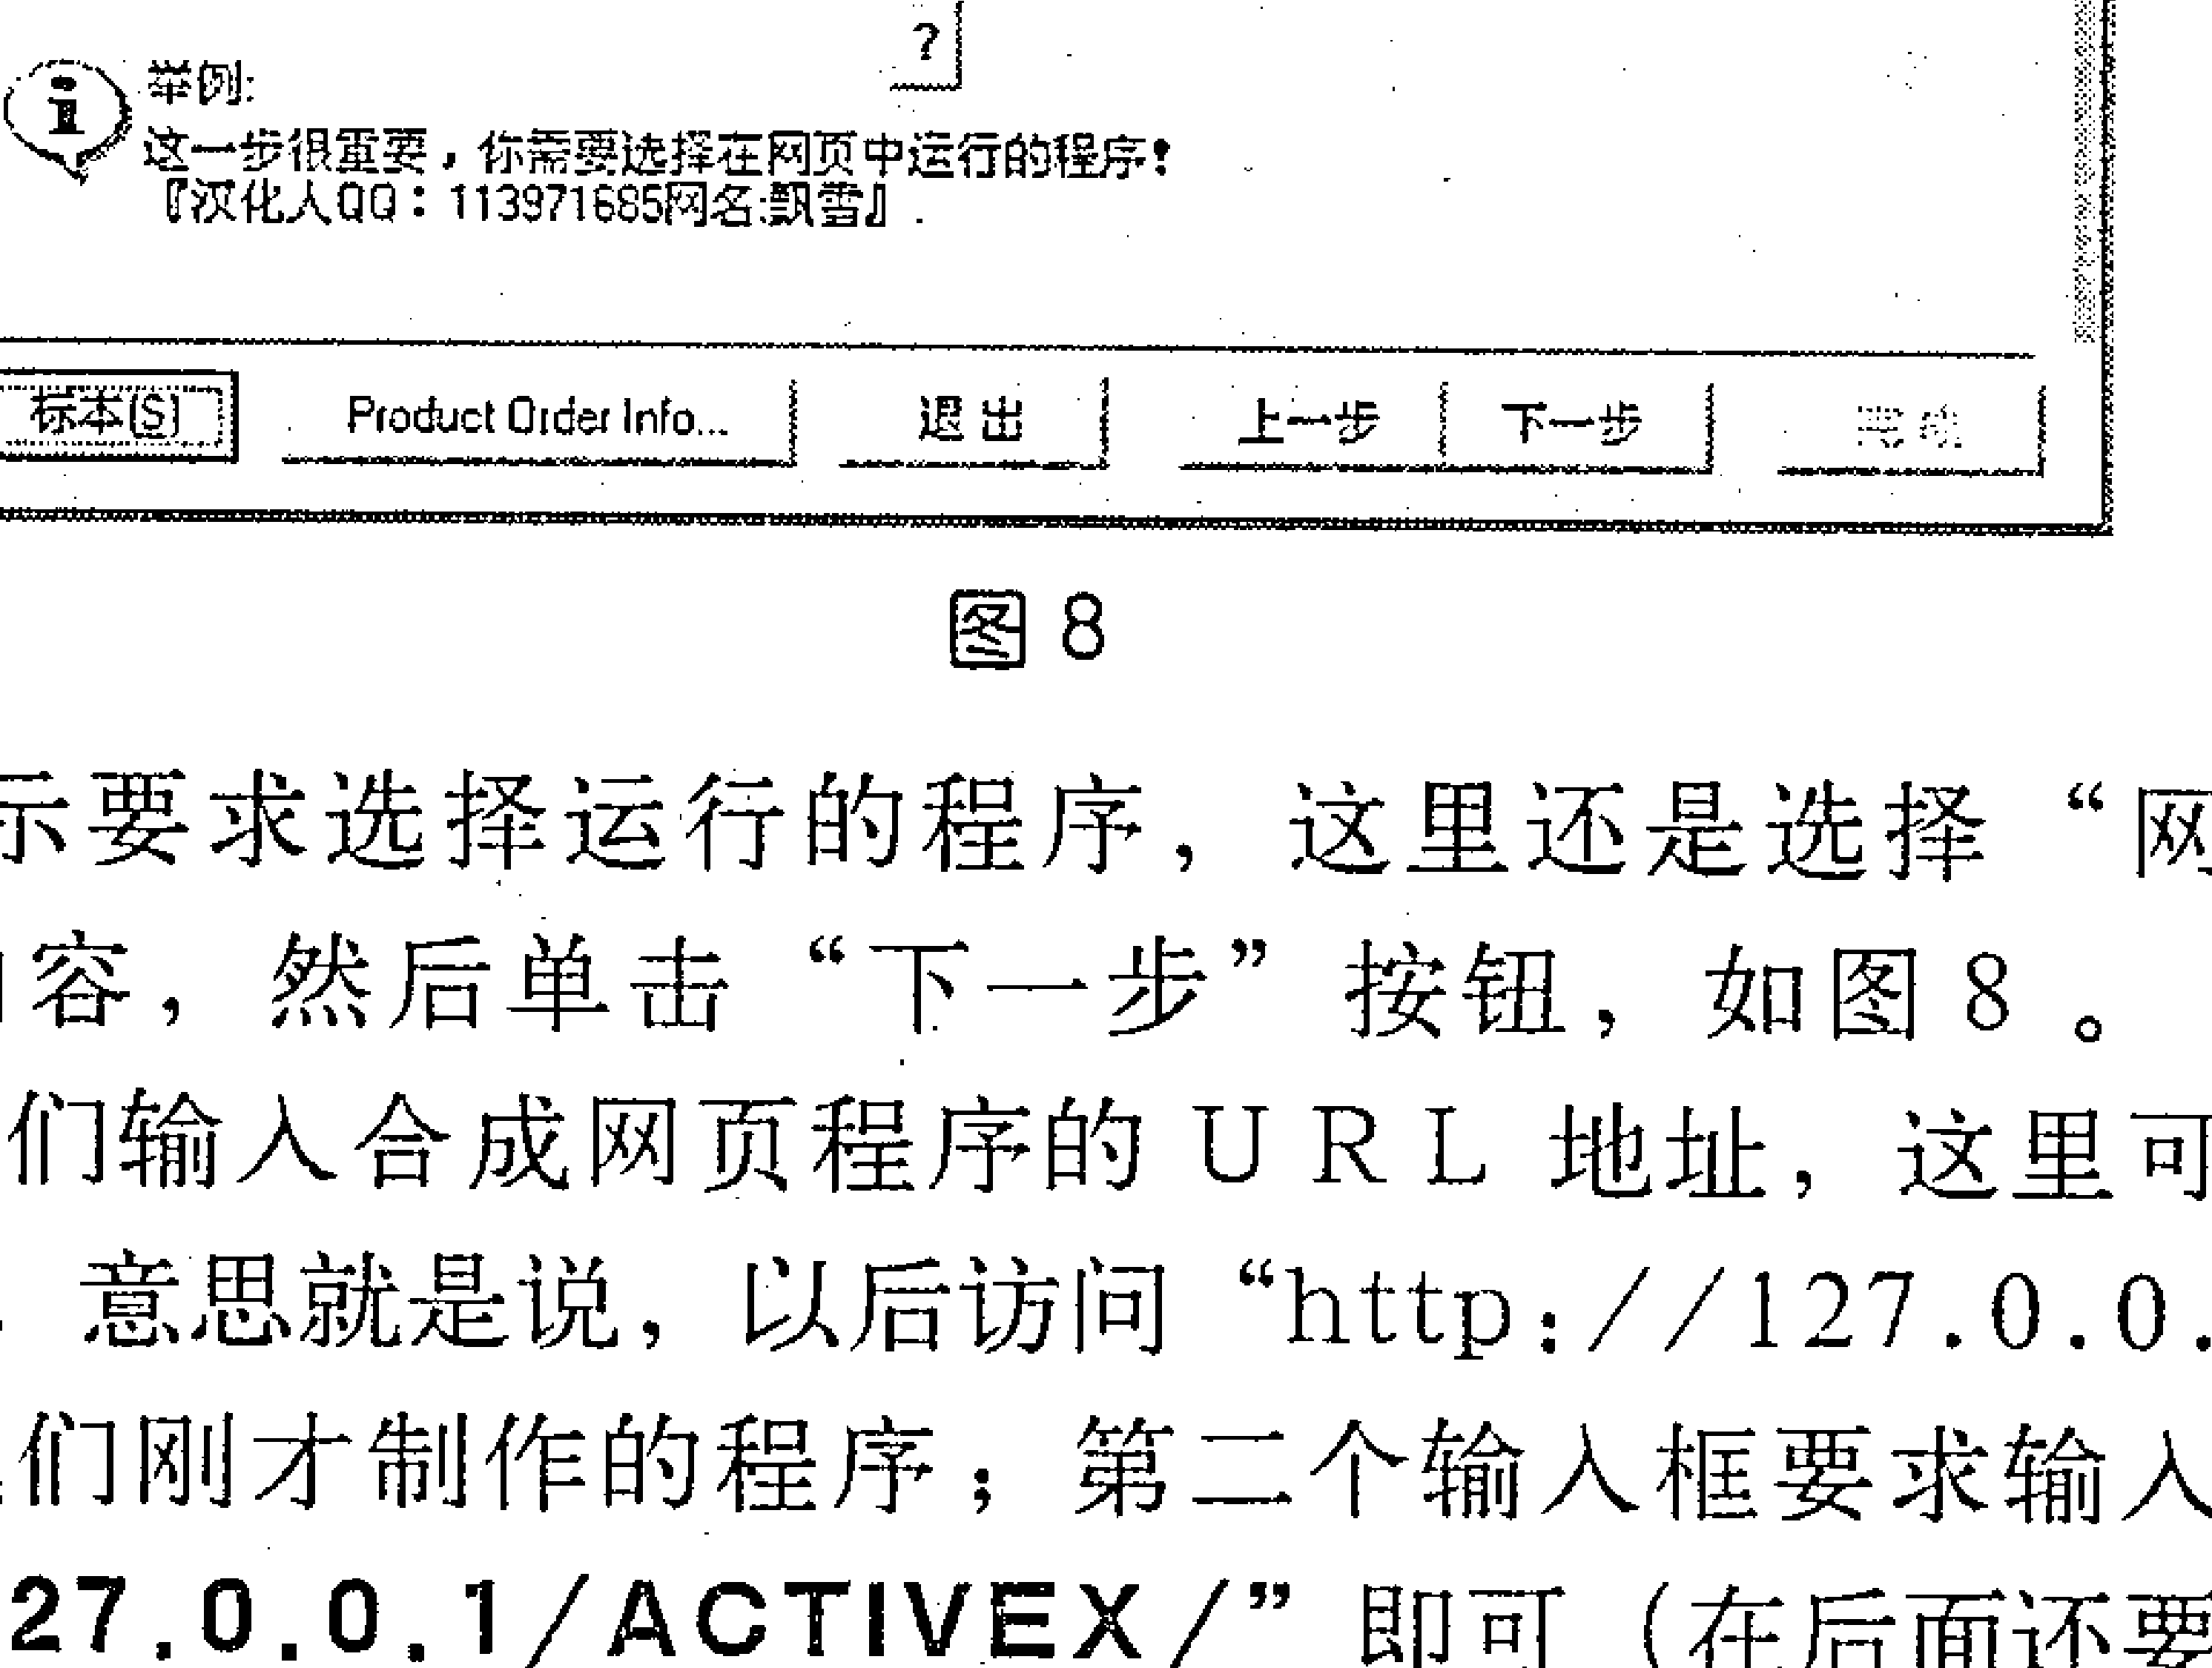 ?
举例:
这一步很重要，你需要选择在网页中运行的程序！
『汉化人QQ：113971685网名:飘雪』.
标本(S) Product Order Info... 退出 上一步 下一步
图 8
示要求选择运行的程序，这里还是选择“网
容，然后单击“下一步”按钮，如图 8 。
们输入合成网页程序的 URL 地址，这里可
意思就是说，以后访问“http://127.0.0.
们刚才制作的程序；第二个输入框要求输入
27.0.0.1/ACTIVEX/”即可（在后面还要